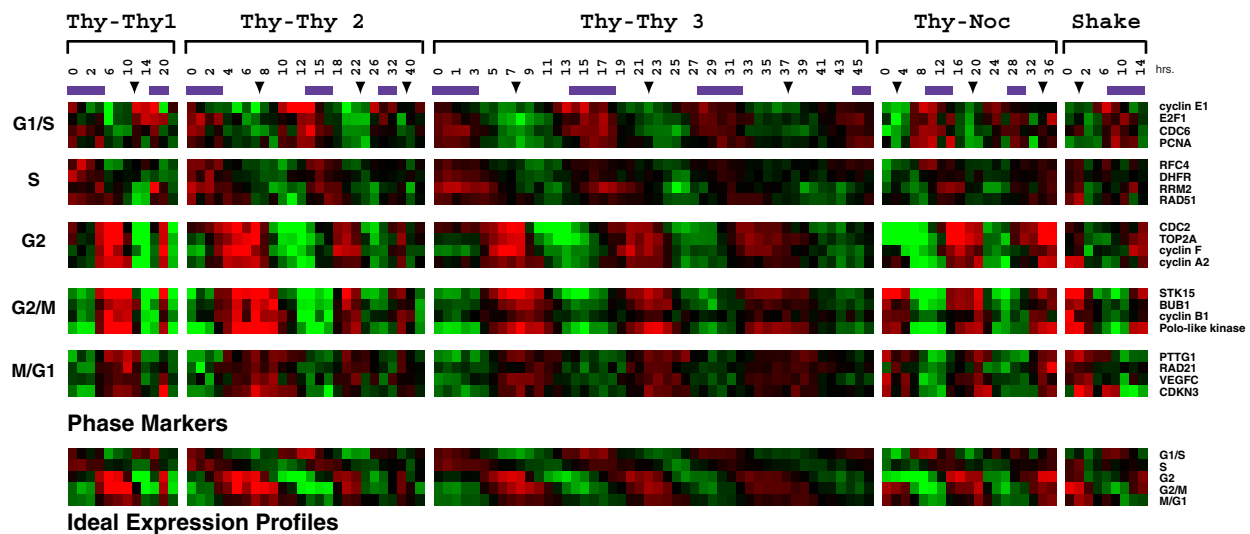 Thy-Thy1 Thy-Thy 2 Thy-Thy 3 Thy-Noc Shake
0 2 6 10 14 20 0 2 4 6 8 10 12 15 18 22 26 32 40 0 1 3 5 7 9 11 13 15 17 19 21 23 25 27 29 31 33 35 37 39 41 43 45 0 4 8 12 16 20 24 28 32 36 0 2 6 10 14 hrs.
G1/S
cyclin E1
E2F1
CDC6
PCNA
S
RFC4
DHFR
RRM2
RAD51
G2
CDC2
TOP2A
cyclin F
cyclin A2
G2/M
STK15
BUB1
cyclin B1
Polo-like kinase
M/G1
PTTG1
RAD21
VEGFC
CDKN3
Phase Markers
G1/S
S
G2
G2/M
M/G1
Ideal Expression Profiles